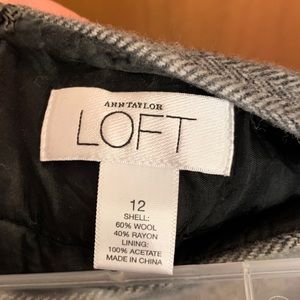 ANN TAYLOR
LOFT
12
SHELL:
60% WOOL
40% RAYON
LINING:
100% ACETATE
MADE IN CHINA